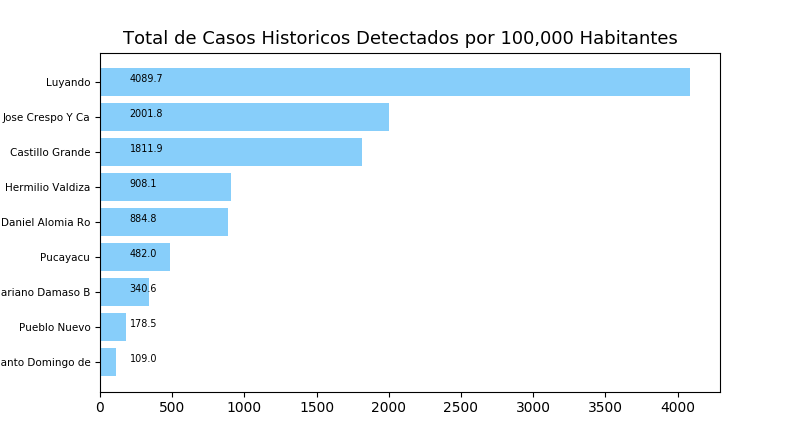 Total de Casos Historicos Detectados por 100,000 Habitantes
Luyando 4089.7
Jose Crespo Y Ca 2001.8
Castillo Grande 1811.9
Hermilio Valdiza 908.1
Daniel Alomia Ro 884.8
Pucayacu 482.0
ariano Damaso B 340.6
Pueblo Nuevo 178.5
anto Domingo de 109.0
0 500 1000 1500 2000 2500 3000 3500 4000